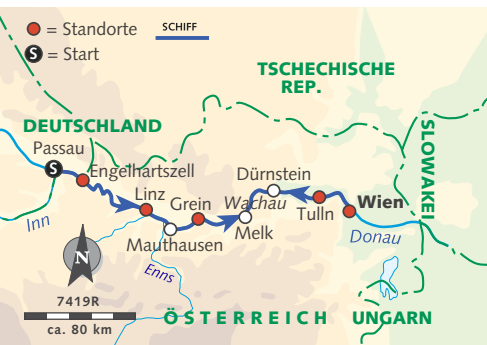 = Standorte
SCHIFF
S = Start
TSCHECHISCHE
REP.
DEUTSCHLAND
SLOWAKEI
Passau
S
Engelhartszell
Dürnstein
Linz
Grein
Wachau
Wien
Tulln
Inn
Mauthausen
Melk
Donau
N
Enns
7419R
ca. 80 km
ÖSTERREICH
UNGARN